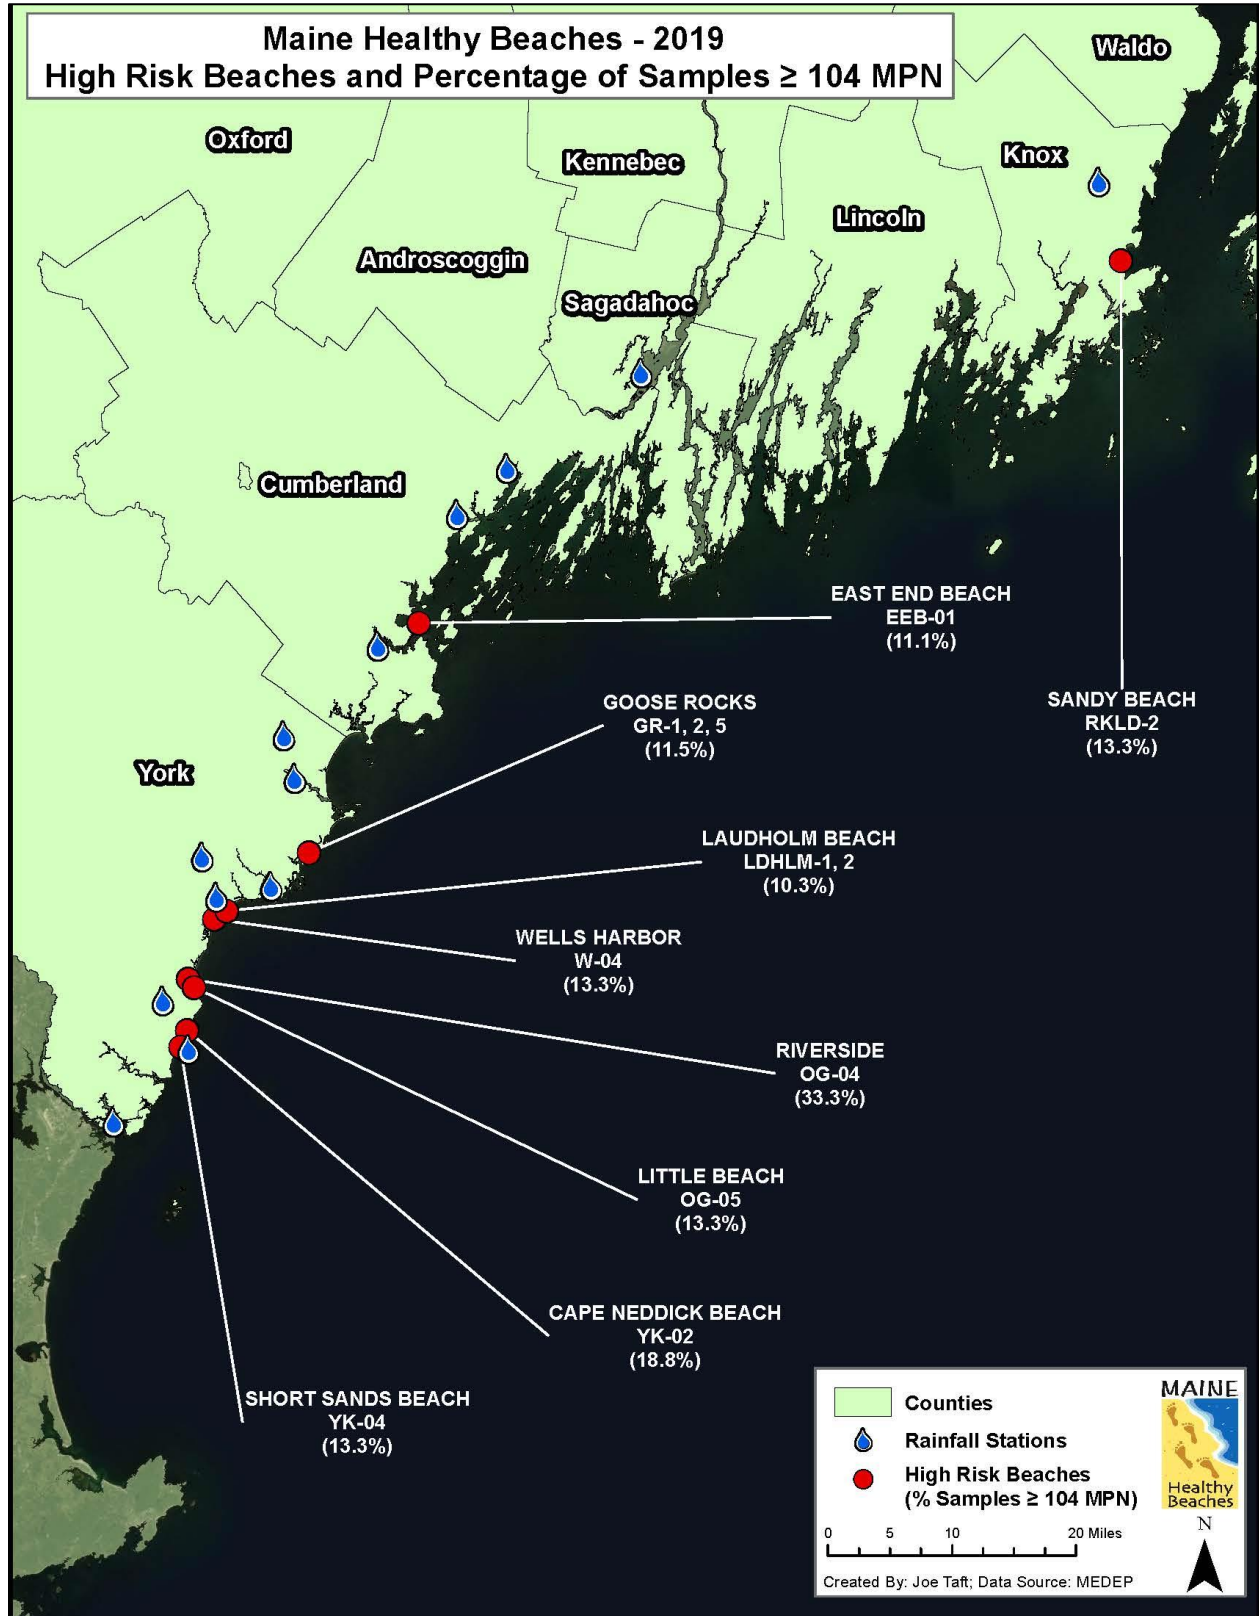 Maine Healthy Beaches - 2019
High Risk Beaches and Percentage of Samples ≥ 104 MPN
Waldo
Oxford
Kennebec
Knox
Lincoln
Androscoggin
Sagadahoc
Cumberland
York
EAST END BEACH
EEB-01
(11.1%)
SANDY BEACH
RKLD-2
(13.3%)
GOOSE ROCKS
GR-1, 2, 5
(11.5%)
LAUDHOLM BEACH
LDHLM-1, 2
(10.3%)
WELLS HARBOR
W-04
(13.3%)
RIVERSIDE
OG-04
(33.3%)
LITTLE BEACH
OG-05
(13.3%)
CAPE NEDDICK BEACH
YK-02
(18.8%)
SHORT SANDS BEACH
YK-04
(13.3%)
Counties
Rainfall Stations
High Risk Beaches
(% Samples ≥ 104 MPN)
0 5 10 20 Miles
Created By: Joe Taft; Data Source: MEDEP
MAINE
Healthy
Beaches
N